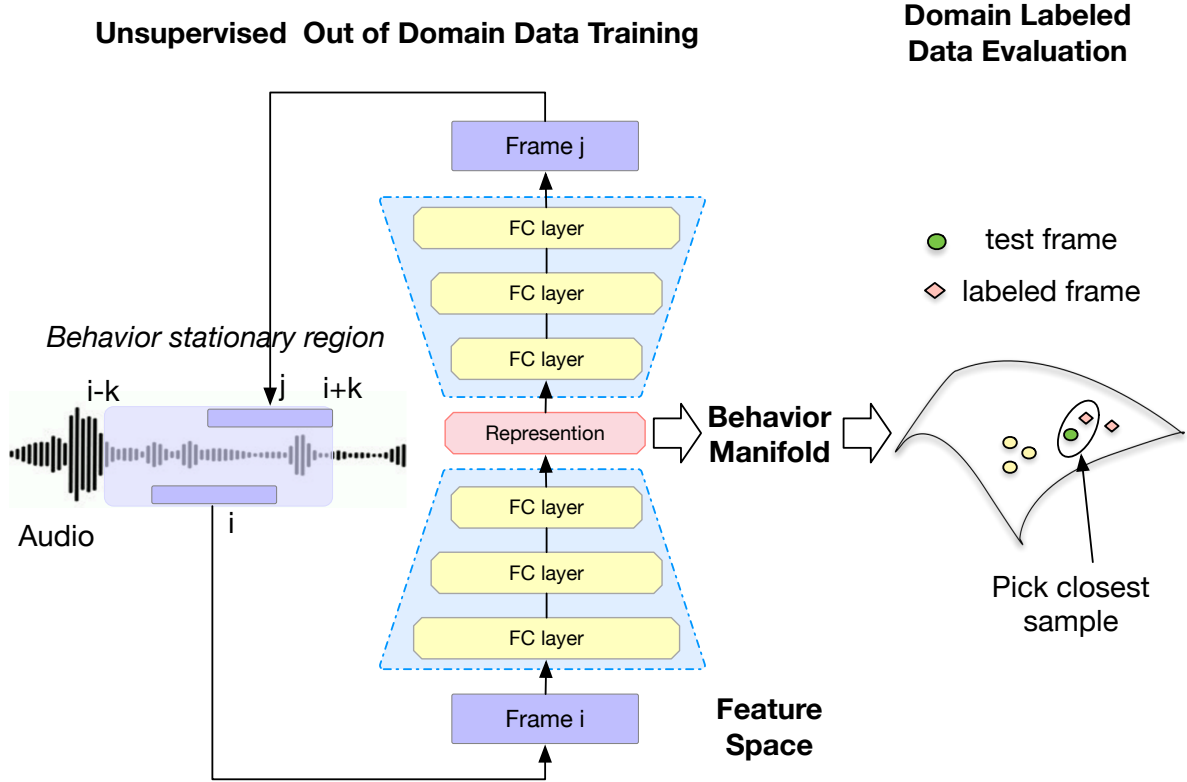 Unsupervised Out of Domain Data Training
Domain Labeled
Data Evaluation
Frame j
FC layer
FC layer
FC layer
Represention
FC layer
FC layer
FC layer
Frame i
Behavior stationary region
i-k
j
i+k
i
Audio
Behavior
Manifold
Feature
Space
test frame
labeled frame
Pick closest
sample